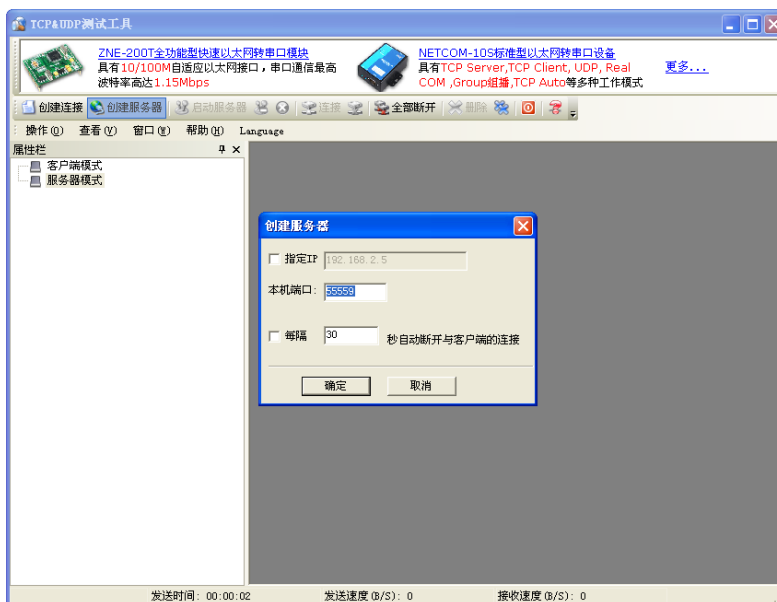 TCP&UDP测试工具
ZNE-200T全功能型快速以太网转串口模块
具有10/100M自适应以太网接口，串口通信最高
波特率高达1.15Mbps
NETCOM-10S标准型以太网转串口设备
具有TCP Server,TCP Client, UDP, Real
COM ,Group组播,TCP Auto等多种工作模式
更多...
创建连接 创建服务器 启动服务器 连接 全部断开 删除
操作(O) 查看(V) 窗口(W) 帮助(H) Language
属性栏
客户端模式
服务器模式
创建服务器
指定IP 192.168.2.5
本机端口: 55559
每隔 30 秒自动断开与客户端的连接
确定 取消
发送时间: 00:00:02 发送速度(B/S): 0 接收速度(B/S): 0